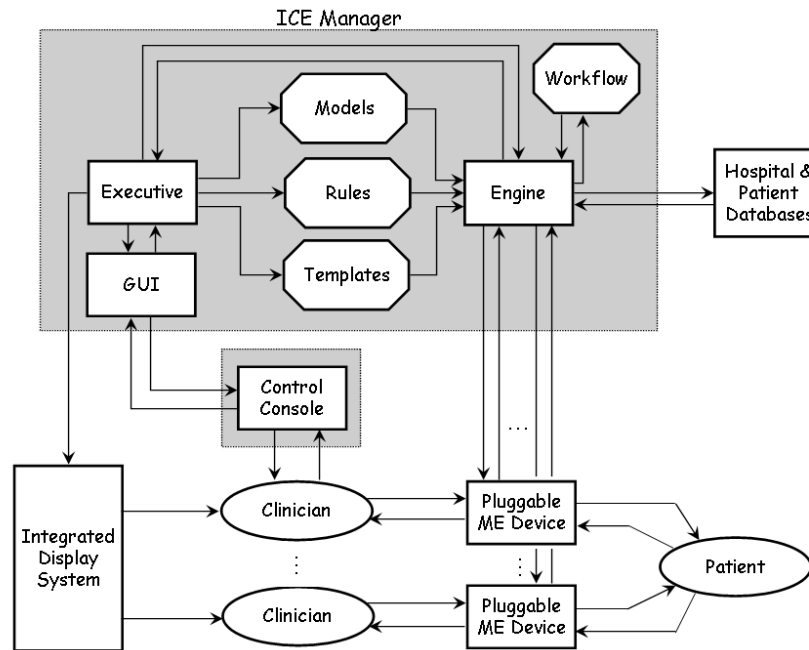 ICE Manager
Workflow
Models
Executive
Rules
Engine
Hospital &
Patient
Databases
GUI
Templates
Control
Console
...
Integrated
Display
System
Clinician
Pluggable
ME Device
...
...
Patient
Clinician
Pluggable
ME Device